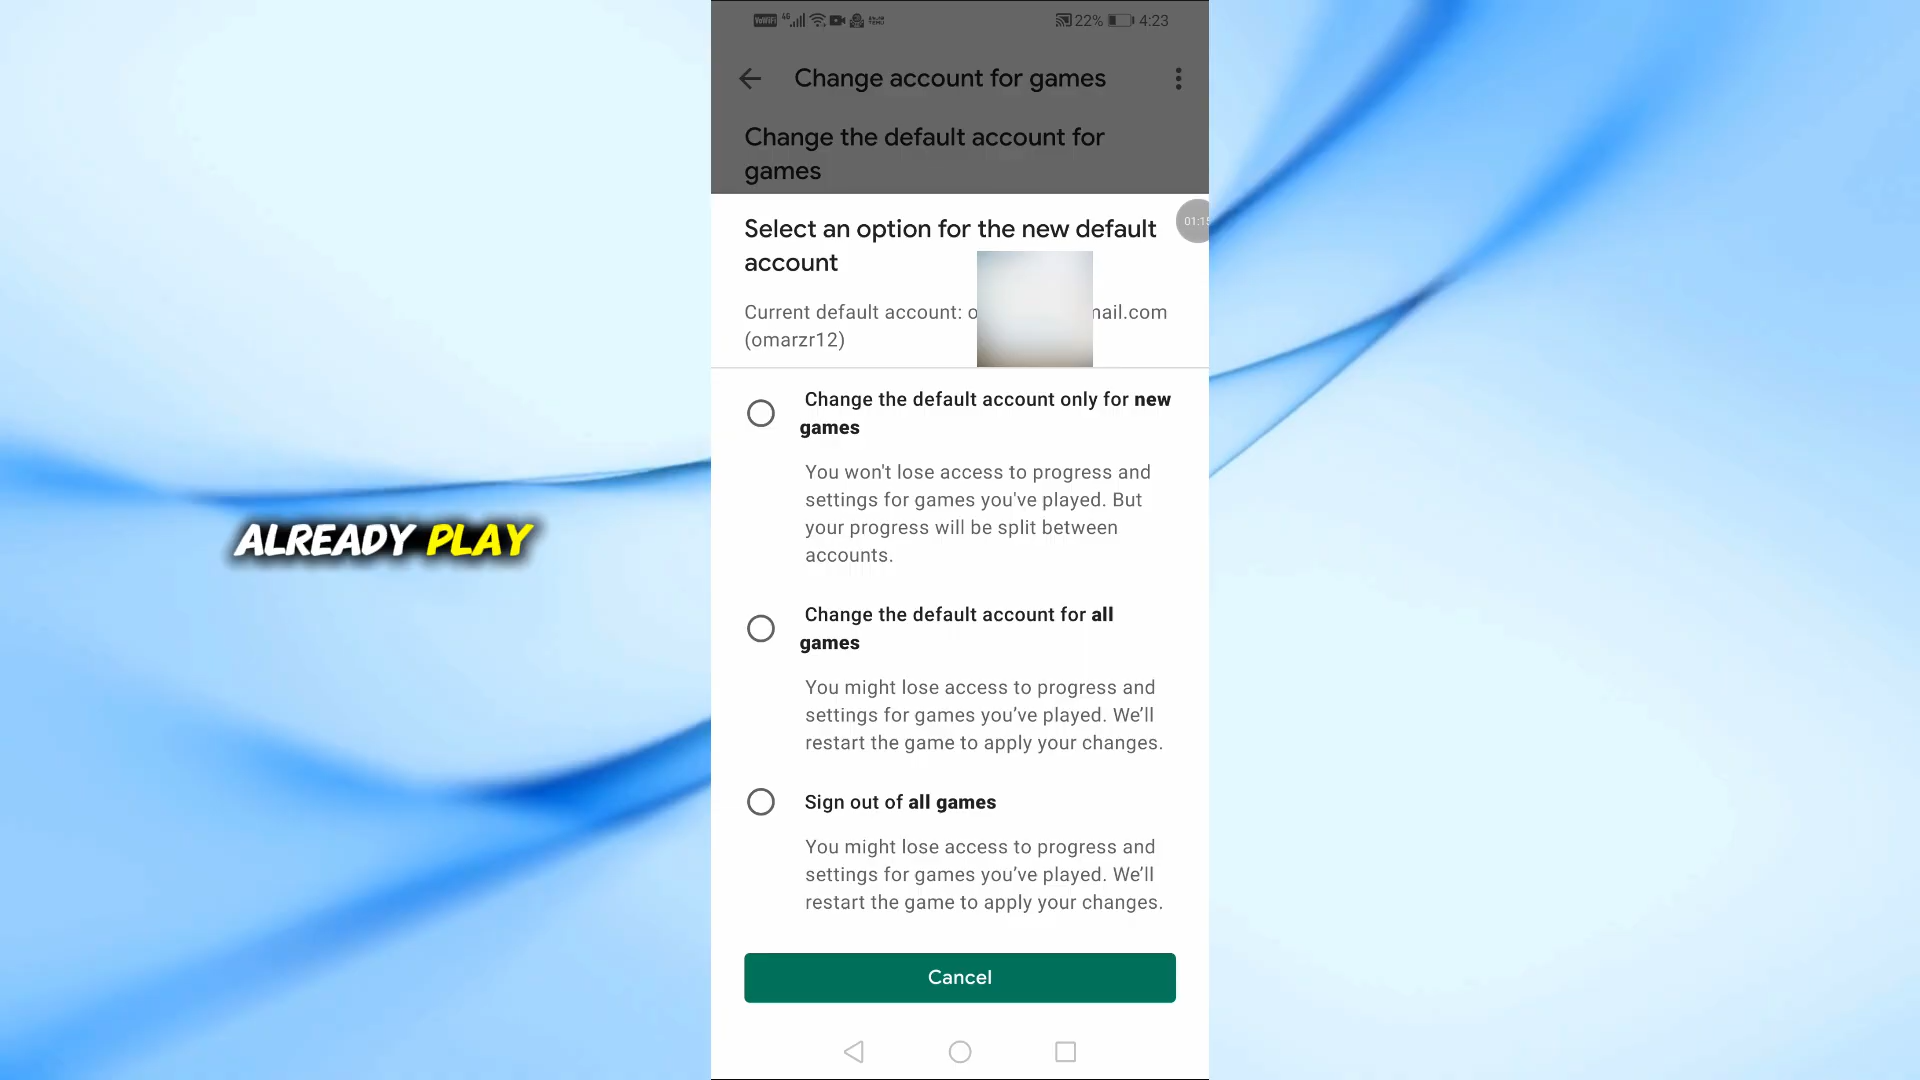 VoWiFi 4G 22% 4:23
Change account for games
Change the default account for
games
Select an option for the new default
account
01:15
Current default account: o mail.com
(omarzr12)
Change the default account only for new
games
You won't lose access to progress and
settings for games you've played. But
your progress will be split between
accounts.
ALREADY PLAY
Change the default account for all
games
You might lose access to progress and
settings for games you’ve played. We’ll
restart the game to apply your changes.
Sign out of all games
You might lose access to progress and
settings for games you’ve played. We’ll
restart the game to apply your changes.
Cancel